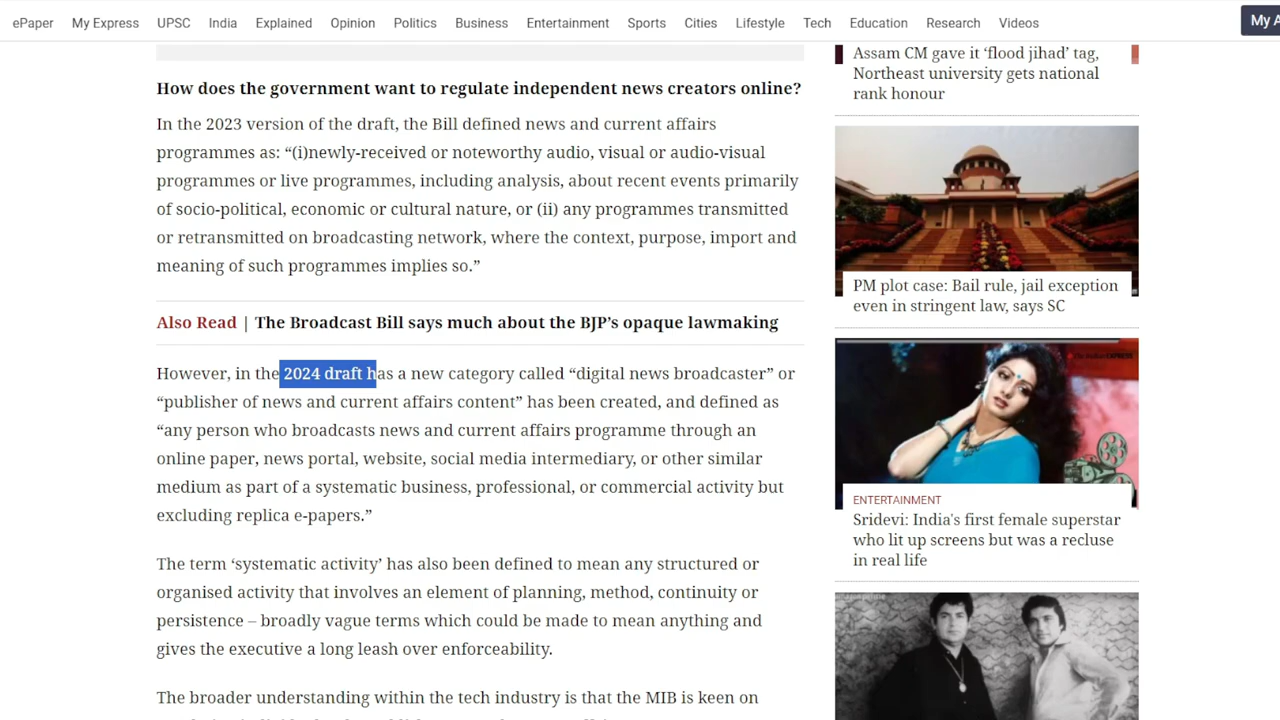 ePaper My Express UPSC India Explained Opinion Politics Business Entertainment Sports Cities Lifestyle Tech Education Research Videos
How does the government want to regulate independent news creators online?
In the 2023 version of the draft, the Bill defined news and current affairs
programmes as: “(i)newly-received or noteworthy audio, visual or audio-visual
programmes or live programmes, including analysis, about recent events primarily
of socio-political, economic or cultural nature, or (ii) any programmes transmitted
or retransmitted on broadcasting network, where the context, purpose, import and
meaning of such programmes implies so.”
Also Read | The Broadcast Bill says much about the BJP’s opaque lawmaking
However, in the 2024 draft has a new category called “digital news broadcaster” or
“publisher of news and current affairs content” has been created, and defined as
“any person who broadcasts news and current affairs programme through an
online paper, news portal, website, social media intermediary, or other similar
medium as part of a systematic business, professional, or commercial activity but
excluding replica e-papers.”
The term ‘systematic activity’ has also been defined to mean any structured or
organised activity that involves an element of planning, method, continuity or
persistence – broadly vague terms which could be made to mean anything and
gives the executive a long leash over enforceability.
The broader understanding within the tech industry is that the MIB is keen on
Assam CM gave it ‘flood jihad’ tag,
Northeast university gets national
rank honour
PM plot case: Bail rule, jail exception
even in stringent law, says SC
ENTERTAINMENT
Sridevi: India's first female superstar
who lit up screens but was a recluse
in real life